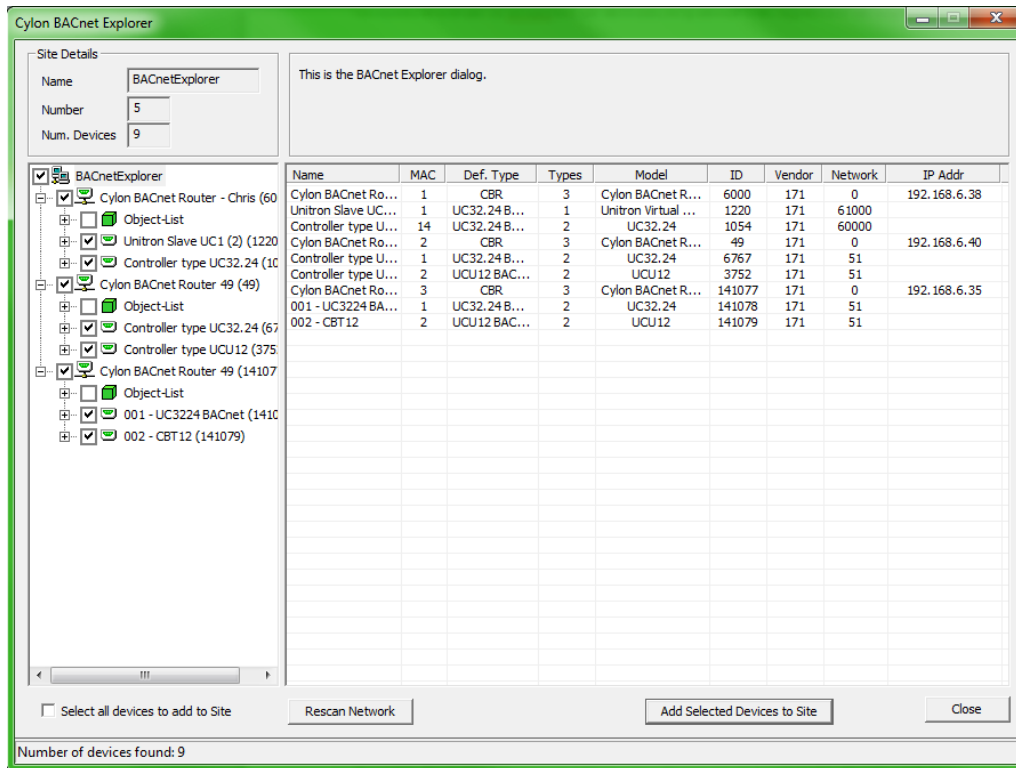 Cylon BACnet Explorer
Site Details
Name BACnetExplorer
Number 5
Num. Devices 9
This is the BACnet Explorer dialog.
BACnetExplorer
Cylon BACnet Router - Chris (60
Object-List
Unitron Slave UC1 (2) (1220
Controller type UC32.24 (10
Cylon BACnet Router 49 (49)
Object-List
Controller type UC32.24 (67
Controller type UCU12 (375
Cylon BACnet Router 49 (14107
Object-List
001 - UC3224 BACnet (1410
002 - CBT12 (141079)
Name MAC Def. Type Types Model ID Vendor Network IP Addr
Cylon BACnet Ro... 1 CBR 3 Cylon BACnet R... 6000 171 0 192.168.6.38
Unitron Slave UC... 1 UC32.24 B... 1 Unitron Virtual ... 1220 171 61000
Controller type U... 14 UC32.24 B... 2 UC32.24 1054 171 60000
Cylon BACnet Ro... 2 CBR 3 Cylon BACnet R... 49 171 0 192.168.6.40
Controller type U... 1 UC32.24 B... 2 UC32.24 6767 171 51
Controller type U... 2 UCU12 BAC... 2 UCU12 3752 171 51
Cylon BACnet Ro... 3 CBR 3 Cylon BACnet R... 141077 171 0 192.168.6.35
001 - UC3224 BA... 1 UC32.24 B... 2 UC32.24 141078 171 51
002 - CBT12 2 UCU12 BAC... 2 UCU12 141079 171 51
Select all devices to add to Site
Rescan Network
Add Selected Devices to Site
Close
Number of devices found: 9